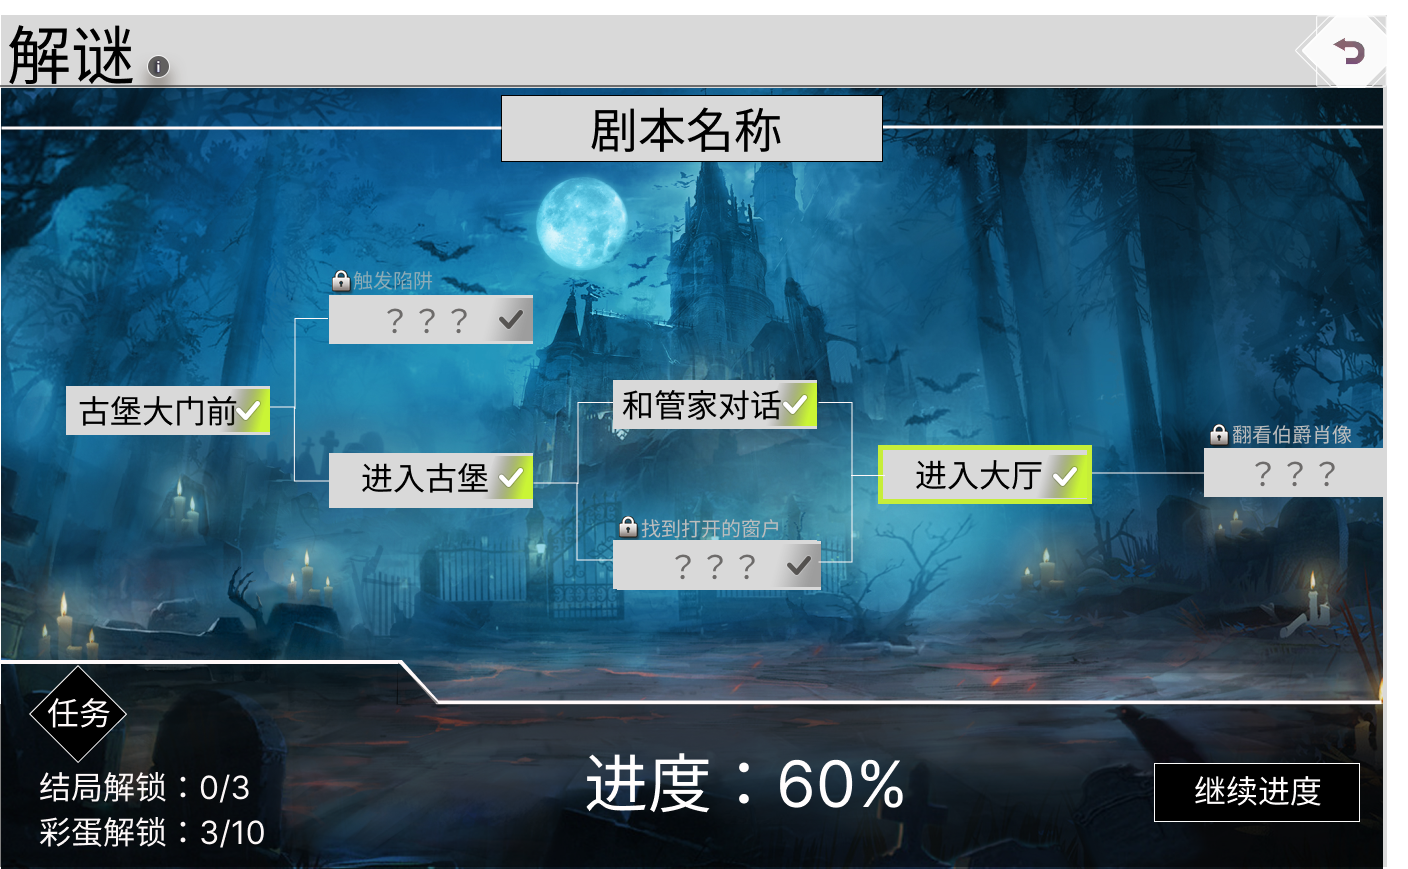 解谜
i
剧本名称
触发陷阱
？？？
古堡大门前
进入古堡
和管家对话
找到打开的窗户
？？？
进入大厅
翻看伯爵肖像
？？？
任务
结局解锁：0/3
彩蛋解锁：3/10
进度：60%
继续进度